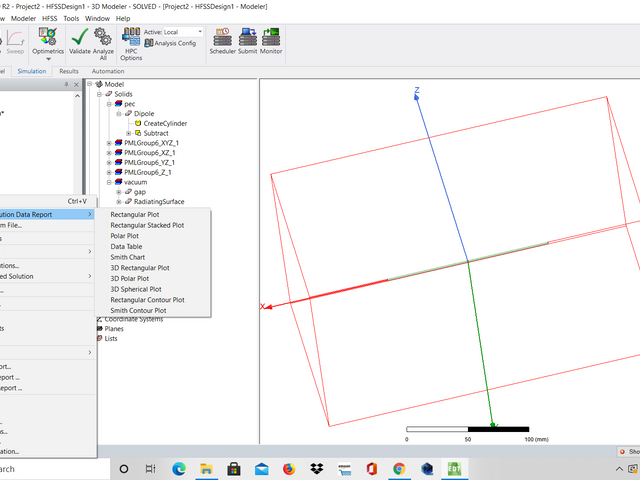 R2 - Project2 - HFSSDesign1 - 3D Modeler - SOLVED - [Project2 - HFSSDesign1 - Modeler]
w Modeler HFSS Tools Window Help
Sweep
Optimetrics
Validate
Analyze
All
HPC
Options
Active: Local
Analysis Config
Scheduler Submit Monitor
el Simulation Results Automation
Model
Solids
pec
Dipole
CreateCylinder
Subtract
PMLGroup6_XYZ_1
PMLGroup6_XZ_1
PMLGroup6_YZ_1
PMLGroup6_Z_1
vacuum
gap
RadiatingSurface
Coordinate Systems
Planes
Lists
Ctrl+V
ution Data Report
m File...
s
tions...
ed Solution
ts
ort...
eport ...
eport ...
s...
ation...
Rectangular Plot
Rectangular Stacked Plot
Polar Plot
Data Table
Smith Chart
3D Rectangular Plot
3D Polar Plot
3D Spherical Plot
Rectangular Contour Plot
Smith Contour Plot
Z
X
0 50 100 (mm)
Sho
arch
EDT